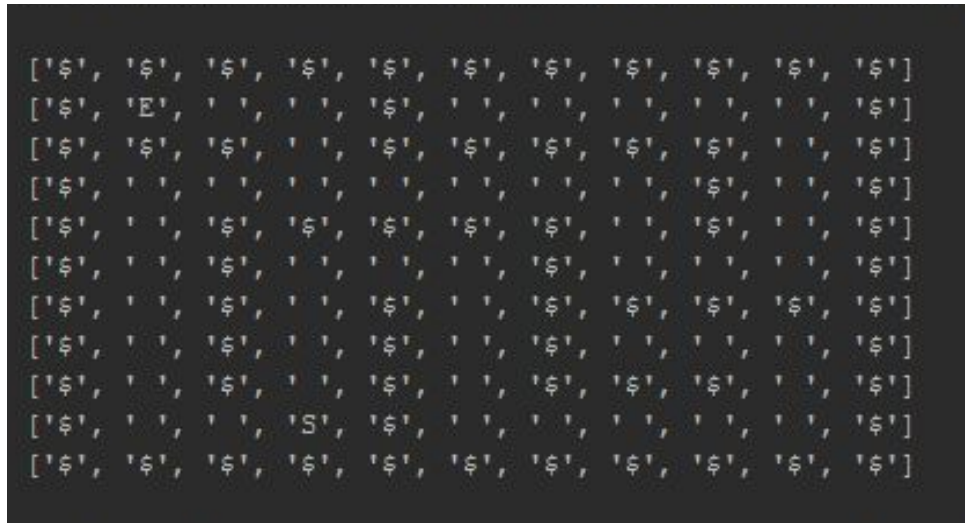 ['$', '$', '$', '$', '$', '$', '$', '$', '$', '$', '$']
['$', 'E', ' ', ' ', '$', ' ', ' ', ' ', ' ', ' ', '$']
['$', '$', '$', ' ', '$', '$', '$', '$', '$', ' ', '$']
['$', ' ', ' ', ' ', ' ', ' ', ' ', ' ', '$', ' ', '$']
['$', ' ', '$', '$', '$', '$', '$', ' ', '$', ' ', '$']
['$', ' ', '$', ' ', ' ', ' ', '$', ' ', ' ', ' ', '$']
['$', ' ', '$', ' ', '$', ' ', '$', '$', '$', '$', '$']
['$', ' ', '$', ' ', '$', ' ', '$', ' ', ' ', ' ', '$']
['$', ' ', '$', ' ', '$', ' ', '$', '$', '$', ' ', '$']
['$', ' ', ' ', 'S', '$', ' ', ' ', ' ', ' ', ' ', '$']
['$', '$', '$', '$', '$', '$', '$', '$', '$', '$', '$']